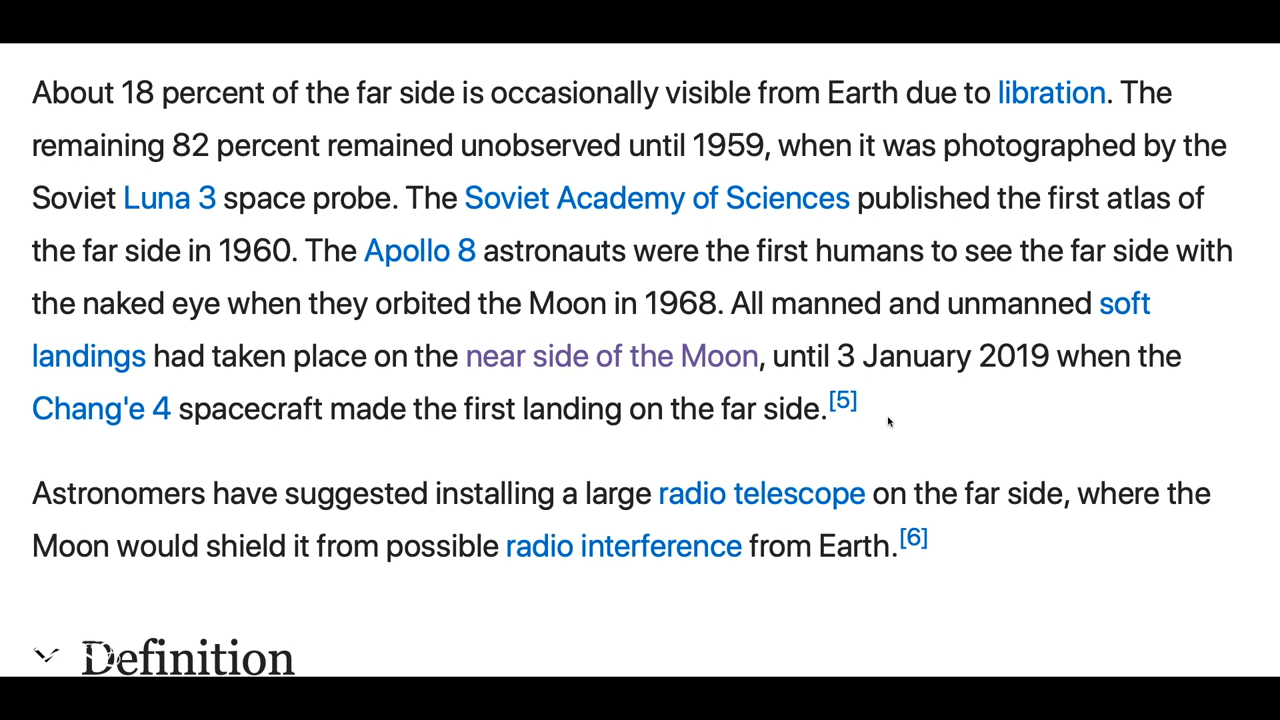 About 18 percent of the far side is occasionally visible from Earth due to libration. The
remaining 82 percent remained unobserved until 1959, when it was photographed by the
Soviet Luna 3 space probe. The Soviet Academy of Sciences published the first atlas of
the far side in 1960. The Apollo 8 astronauts were the first humans to see the far side with
the naked eye when they orbited the Moon in 1968. All manned and unmanned soft
landings had taken place on the near side of the Moon, until 3 January 2019 when the
Chang'e 4 spacecraft made the first landing on the far side.[5]
Astronomers have suggested installing a large radio telescope on the far side, where the
Moon would shield it from possible radio interference from Earth.[6]
Definition